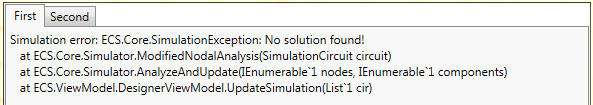 First Second
Simulation error: ECS.Core.SimulationException: No solution found!
at ECS.Core.Simulator.ModifiedNodalAnalysis(SimulationCircuit circuit)
at ECS.Core.Simulator.AnalyzeAndUpdate(IEnumerable`1 nodes, IEnumerable`1 components)
at ECS.ViewModel.DesignerViewModel.UpdateSimulation(List`1 cir)